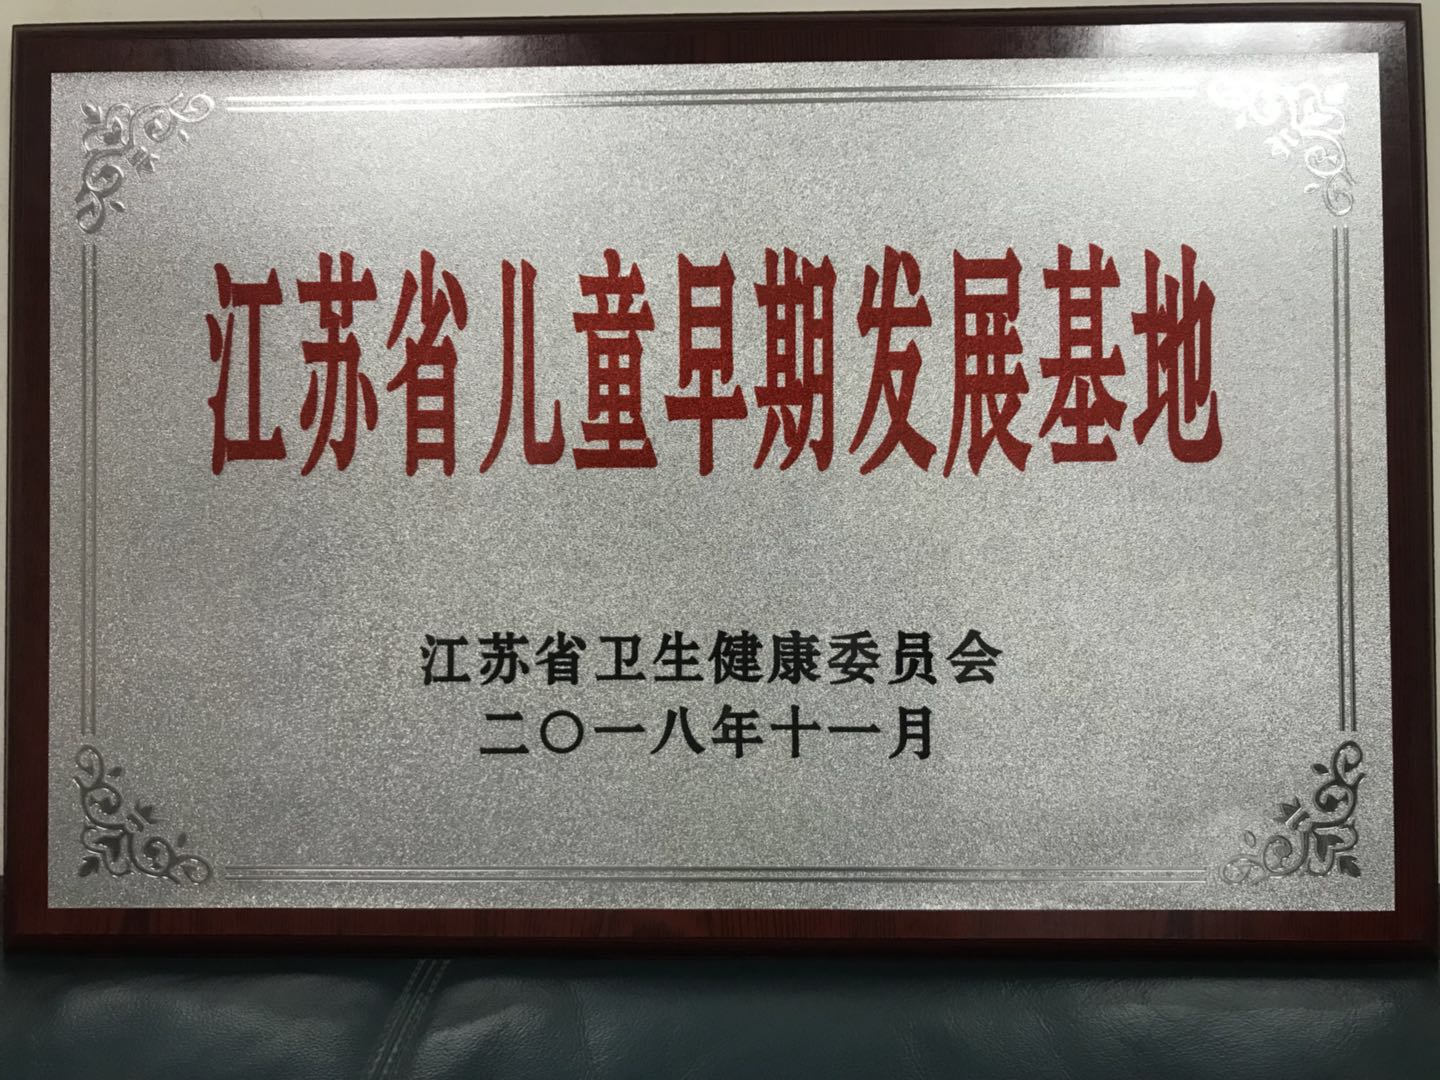 江苏省儿童早期发展基地
江苏省卫生健康委员会
二〇一八年十一月